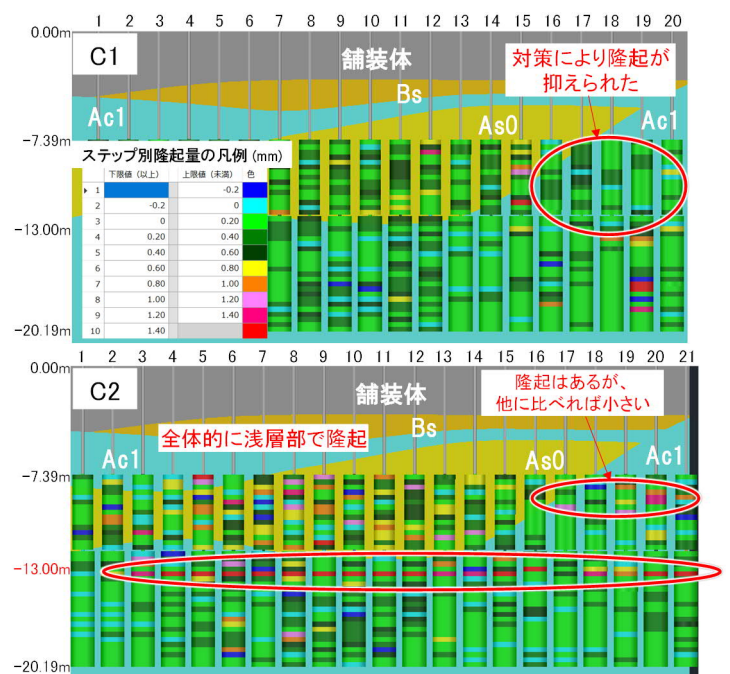 1 2 3 4 5 6 7 8 9 10 11 12 13 14 15 16 17 18 19 20
0.00m
C1
舗装体
対策により隆起が
抑えられた
Bs
Ac1
As0
Ac1
-7.39m
ステップ別隆起量の凡例 (mm)
下限値 (以上) 上限値 (未満) 色
1 -0.2
2 -0.2 0
3 0 0.20
4 0.20 0.40
5 0.40 0.60
6 0.60 0.80
7 0.80 1.00
8 1.00 1.20
9 1.20 1.40
10 1.40
-13.00m
-20.19m
1 2 3 4 5 6 7 8 9 10 11 12 13 14 15 16 17 18 19 20 21
0.00m
C2
舗装体
隆起はあるが、
他に比べれば小さい
Bs
全体的に浅層部で隆起
Ac1
As0
Ac1
-7.39m
-13.00m
-20.19m